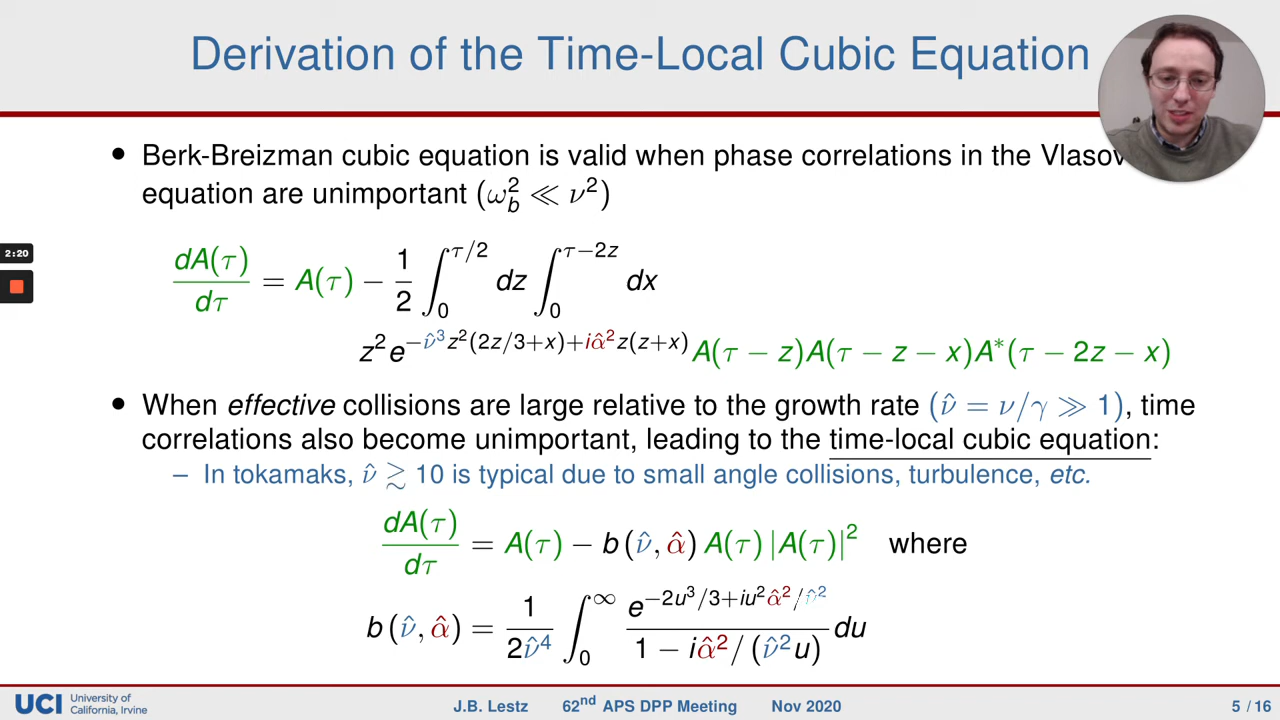 Derivation of the Time-Local Cubic Equation
• Berk-Breizman cubic equation is valid when phase correlations in the Vlasov
equation are unimportant (ω_b^2 ≪ ν^2)
2:20
dA(τ)/dτ = A(τ) − 1/2 ∫_0^{τ/2} dz ∫_0^{τ−2z} dx
z^2 e^{−ν̂^3 z^2(2z/3+x)+iα̂^2 z(z+x)} A(τ − z)A(τ − z − x)A*(τ − 2z − x)
• When effective collisions are large relative to the growth rate (ν̂ = ν/γ ≫ 1), time
correlations also become unimportant, leading to the time-local cubic equation:
– In tokamaks, ν̂ ≳ 10 is typical due to small angle collisions, turbulence, etc.
dA(τ)/dτ = A(τ) − b(ν̂, α̂) A(τ) |A(τ)|^2 where
b(ν̂, α̂) = 1/(2ν̂^4) ∫_0^∞ e^{−2u^3/3+iu^2 α̂^2/ν̂^2} / (1 − iα̂^2/(ν̂^2 u)) du
UCI University of
California, Irvine
J.B. Lestz 62nd APS DPP Meeting Nov 2020 5 / 16